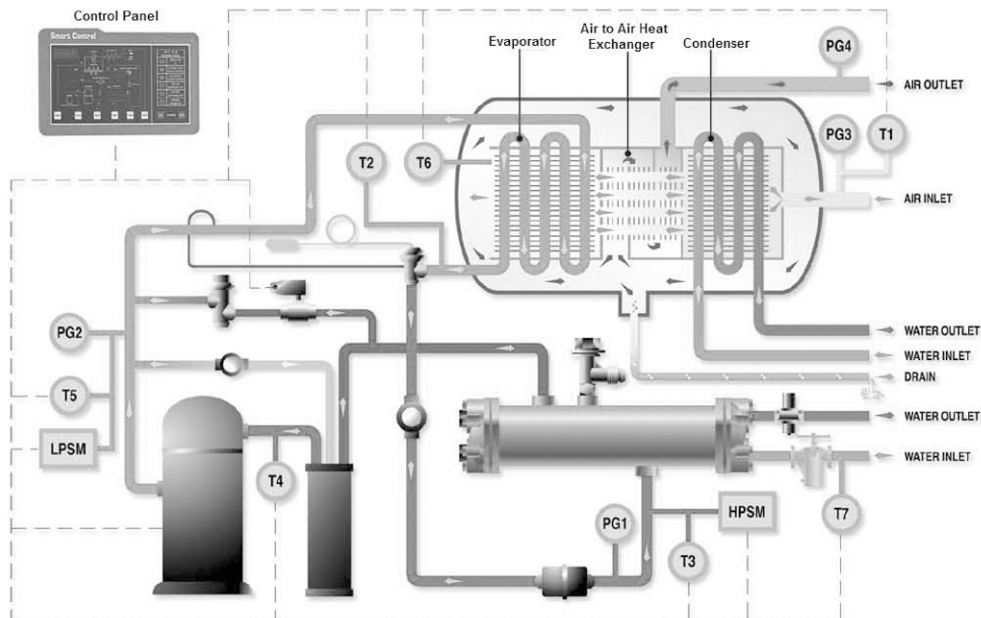 Control Panel
Smart Control
Evaporator
Air to Air Heat
Exchanger
Condenser
PG4
AIR OUTLET
T2
T6
PG3
T1
AIR INLET
PG2
WATER OUTLET
WATER INLET
DRAIN
T5
WATER OUTLET
LPSM
WATER INLET
T4
PG1
HPSM
T7
T3